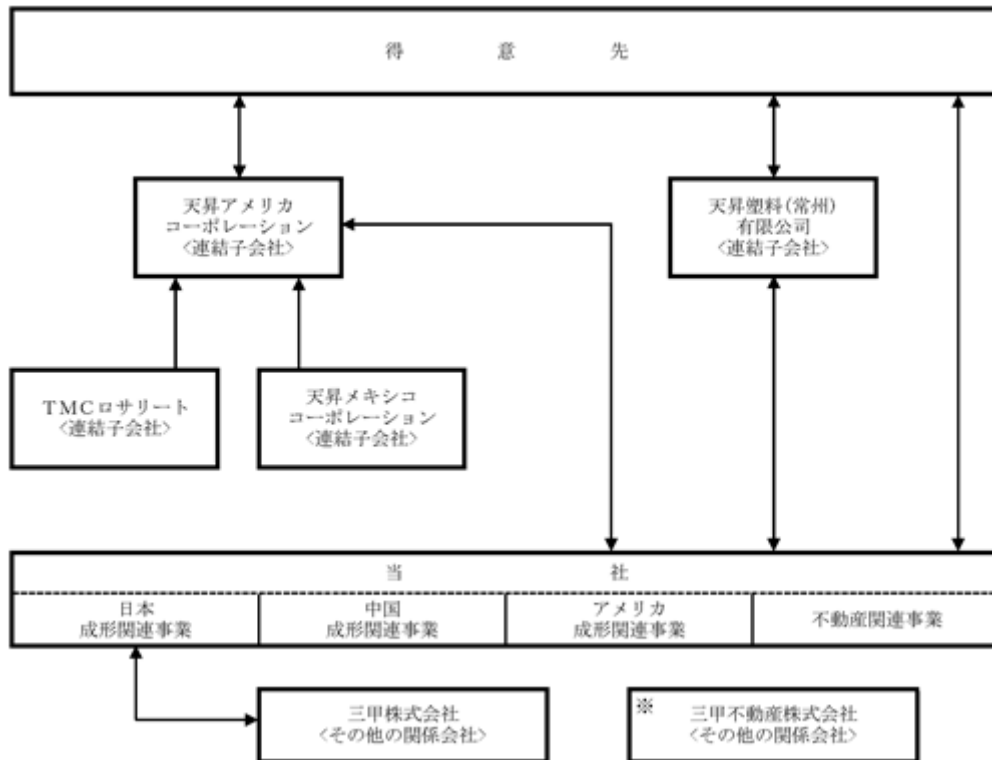 得意先
天昇アメリカ
コーポレーション
<連結子会社>
天昇塑料(常州)
有限公司
<連結子会社>
TMCロサリート
<連結子会社>
天昇メキシコ
コーポレーション
<連結子会社>
当社
日本
成形関連事業
中国
成形関連事業
アメリカ
成形関連事業
不動産関連事業
三甲株式会社
<その他の関係会社>
※ 三甲不動産株式会社
<その他の関係会社>